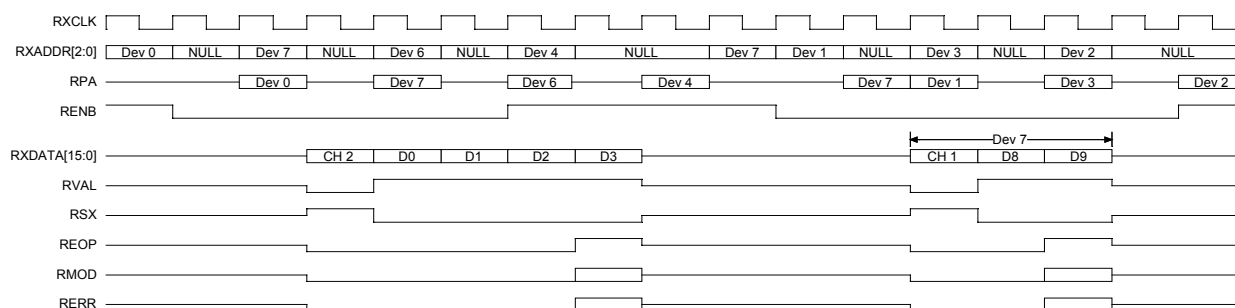 RXCLK
RXADDR[2:0] Dev 0 NULL Dev 7 NULL Dev 6 NULL Dev 4 NULL Dev 7 Dev 1 NULL Dev 3 NULL Dev 2 NULL
RPA Dev 0 Dev 7 Dev 6 Dev 4 Dev 7 Dev 1 Dev 3 Dev 2
RENB
Dev 7
RXDATA[15:0] CH 2 D0 D1 D2 D3 CH 1 D8 D9
RVAL
RSX
REOP
RMOD
RERR